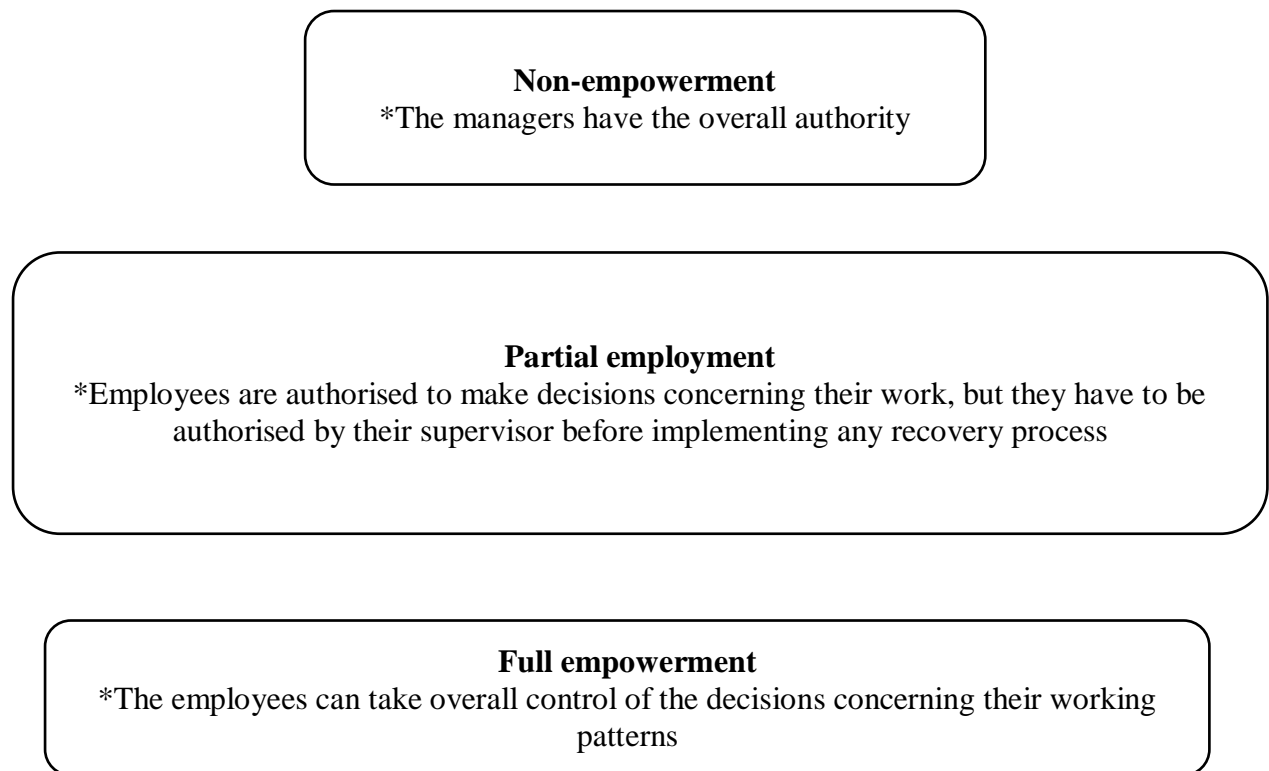 Non-empowerment
*The managers have the overall authority
Partial employment
*Employees are authorised to make decisions concerning their work, but they have to be
authorised by their supervisor before implementing any recovery process
Full empowerment
*The employees can take overall control of the decisions concerning their working
patterns